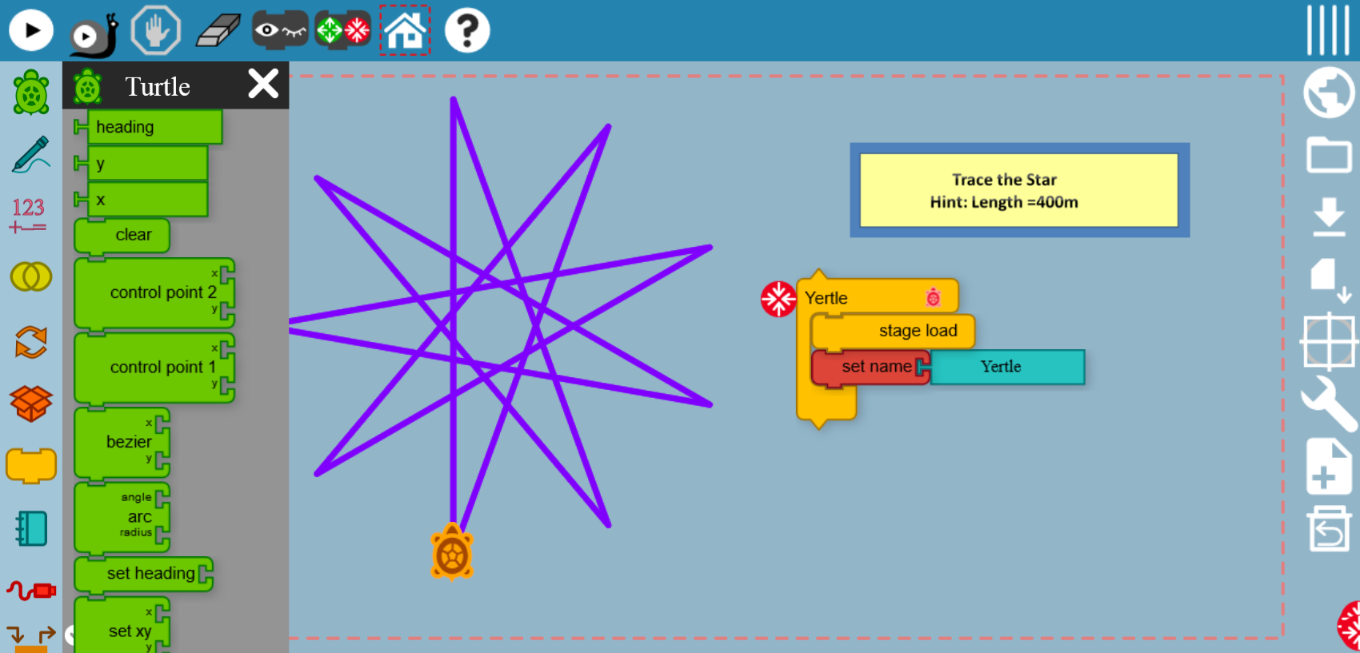 Turtle
heading
y
x
clear
x
control point 2
y
x
control point 1
y
x
bezier
y
angle
arc
radius
set heading
x
set xy
y
123
+-=
?
Trace the Star
Hint: Length =400m
Yertle
stage load
set name
Yertle